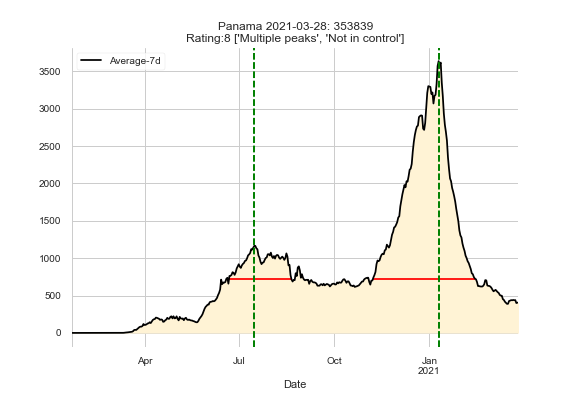 Panama 2021-03-28: 353839
Rating:8 ['Multiple peaks', 'Not in control']
Average-7d
3500
3000
2500
2000
1500
1000
500
0
Apr
Jul
Oct
Jan
2021
Date